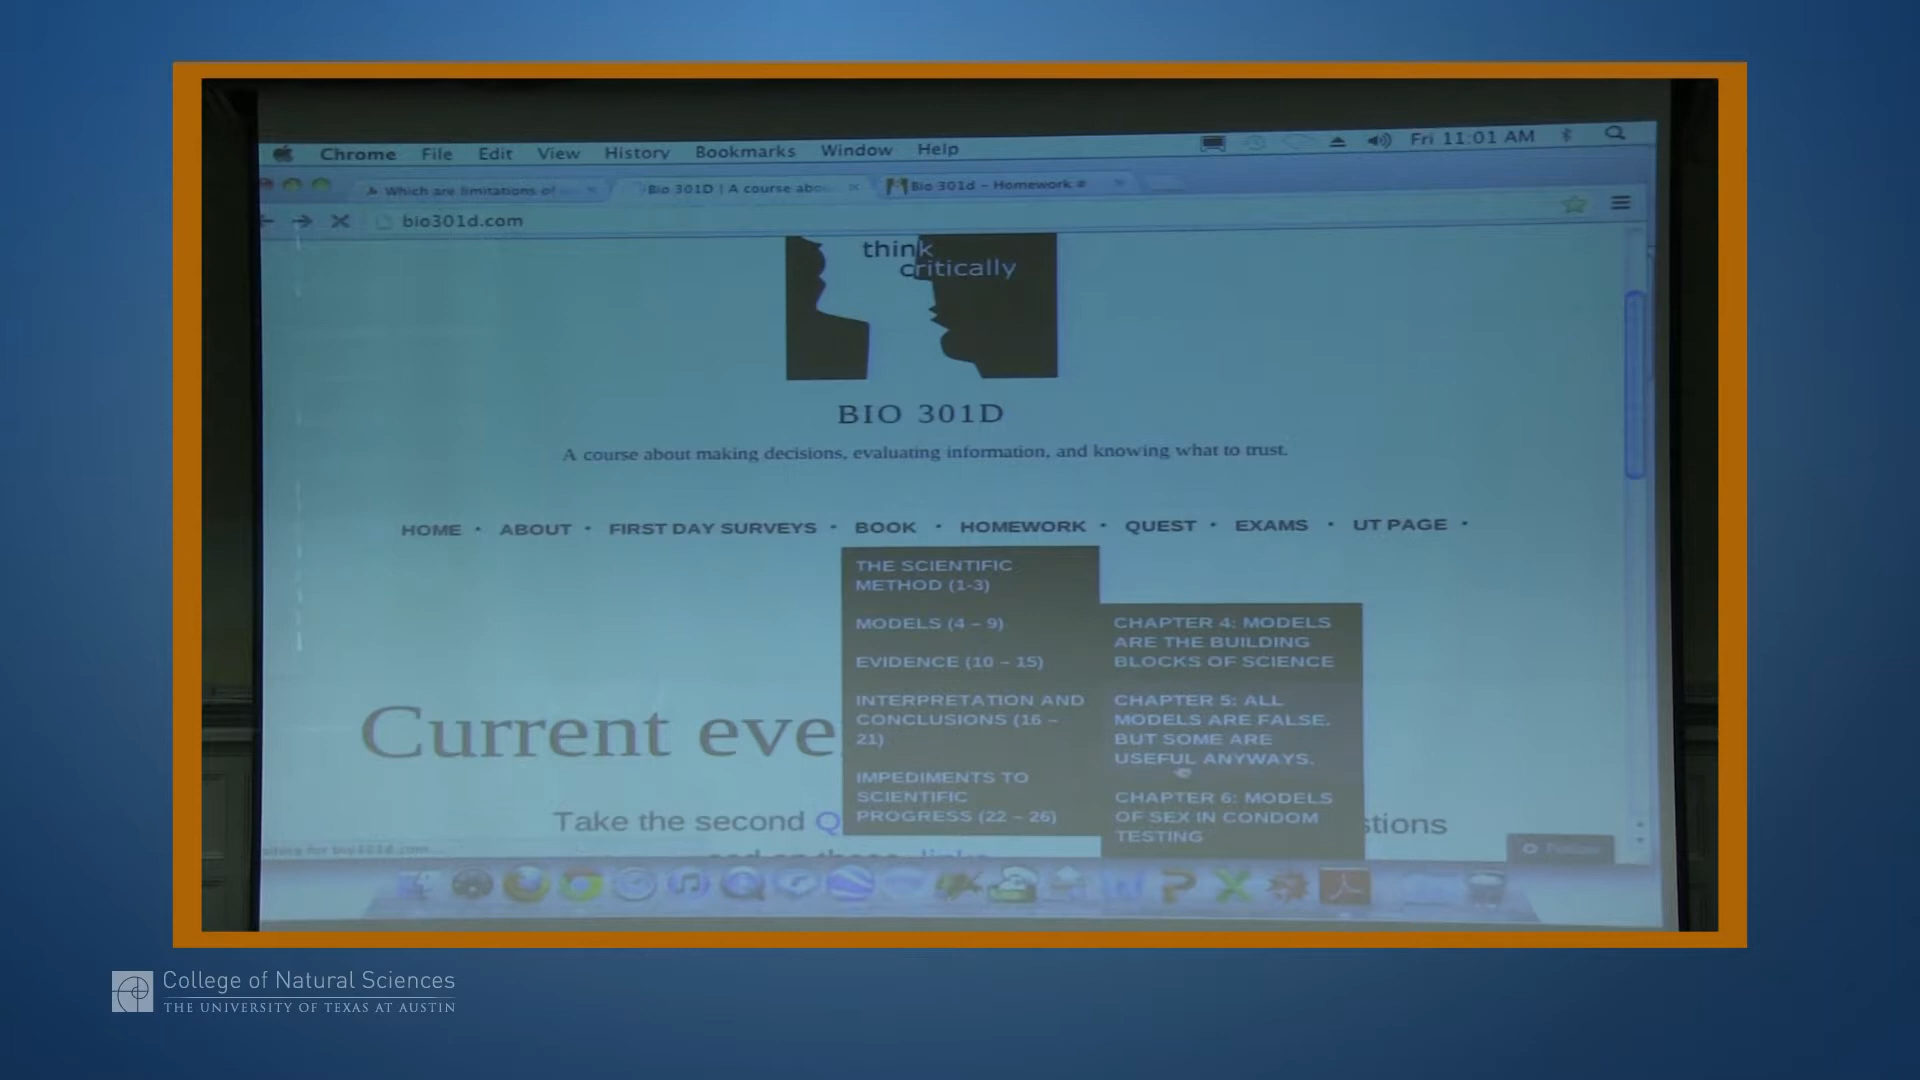 Chrome File Edit View History Bookmarks Window Help Fri 11:01 AM
Which are limitations of
Bio 301D | A course abo
Bio 301d – Homework #
bio301d.com
think
critically
BIO 301D
A course about making decisions, evaluating information, and knowing what to trust.
HOME • ABOUT • FIRST DAY SURVEYS • BOOK • HOMEWORK • QUEST • EXAMS • UT PAGE •
THE SCIENTIFIC
METHOD (1-3)
MODELS (4 – 9)
EVIDENCE (10 – 15)
INTERPRETATION AND
CONCLUSIONS (16 –
21)
IMPEDIMENTS TO
SCIENTIFIC
PROGRESS (22 – 26)
CHAPTER 4: MODELS
ARE THE BUILDING
BLOCKS OF SCIENCE
CHAPTER 5: ALL
MODELS ARE FALSE.
BUT SOME ARE
USEFUL ANYWAYS.
CHAPTER 6: MODELS
OF SEX IN CONDOM
TESTING
Current eve
Take the second Q stions
College of Natural Sciences
THE UNIVERSITY OF TEXAS AT AUSTIN